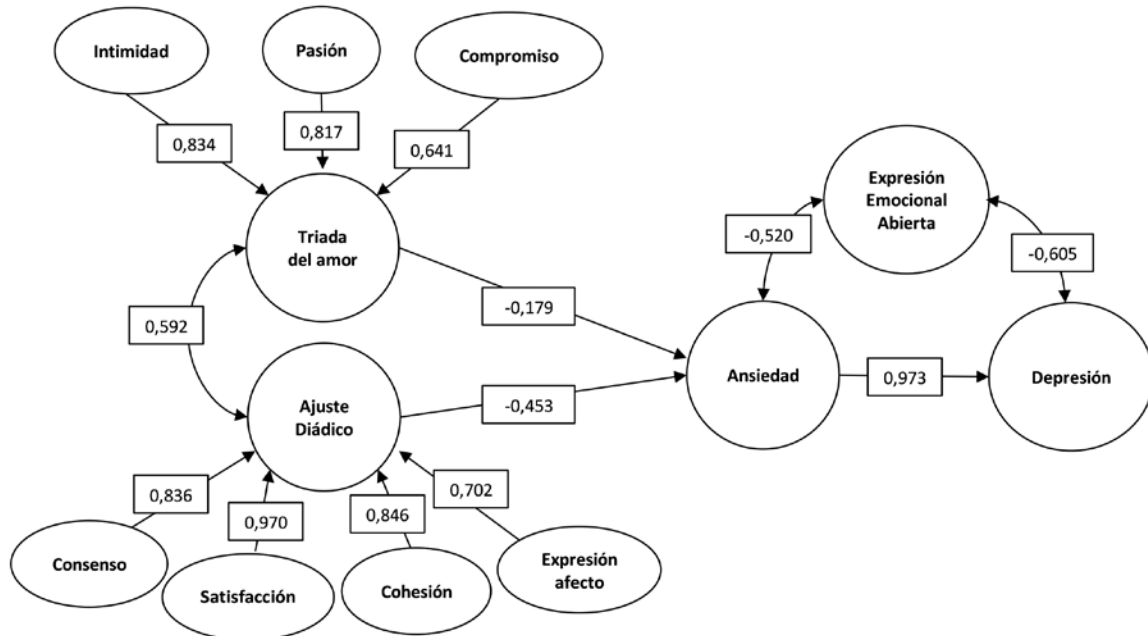 Intimidad
Pasión
Compromiso
0,834
0,817
0,641
Triada
del amor
Expresión
Emocional
Abierta
-0,520
-0,605
0,592
-0,179
Ansiedad
0,973
Depresión
-0,453
Ajuste
Diádico
0,836
0,970
0,846
0,702
Consenso
Satisfacción
Cohesión
Expresión
afecto